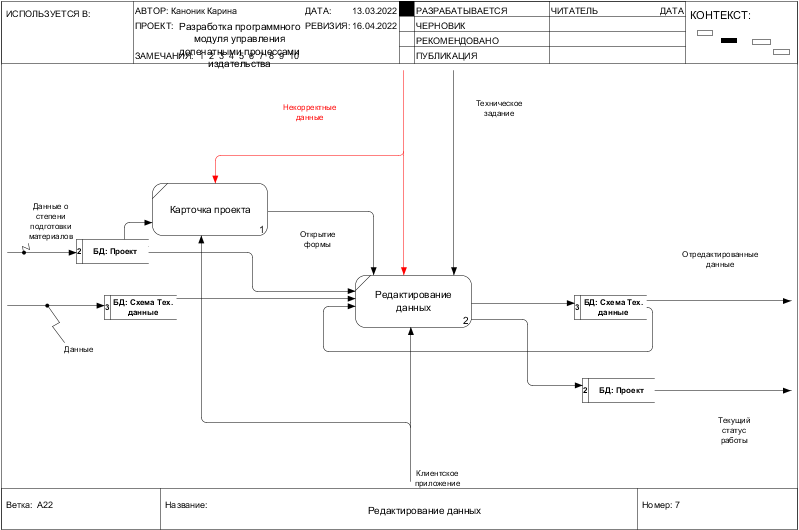 ИСПОЛЬЗУЕТСЯ В:
АВТОР: Каноник Карина
ДАТА: 13.03.2022
ПРОЕКТ: Разработка программного
модуля управления
допечатными процессами
издательства
РЕВИЗИЯ: 16.04.2022
ЗАМЕЧАНИЯ: 1 2 3 4 5 6 7 8 9 10
РАЗРАБАТЫВАЕТСЯ
ЧЕРНОВИК
РЕКОМЕНДОВАНО
ПУБЛИКАЦИЯ
ЧИТАТЕЛЬ
ДАТА
КОНТЕКСТ:
Некорректные
данные
Техническое
задание
Карточка проекта
1
Данные о
степени
подготовки
материалов
2
БД: Проект
Открытие
формы
Отредактированные
данные
Редактирование
данных
2
3
БД: Схема Тех.
данные
3
БД: Схема Тех.
данные
Данные
2
БД: Проект
Текущий
статус
работы
Клиентское
приложение
Ветка: A22
Название:
Редактирование данных
Номер: 7